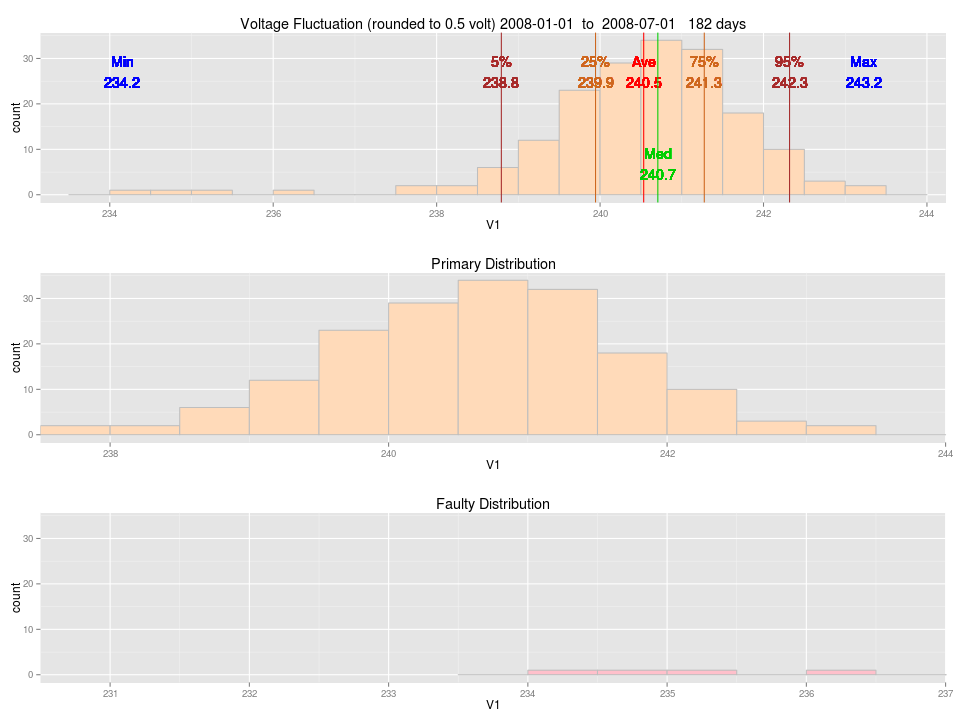 Voltage Fluctuation (rounded to 0.5 volt) 2008-01-01 to 2008-07-01 182 days
Min 5% 25% Ave 75% 95% Max
234.2 238.8 239.9 240.5 241.3 242.3 243.2
Med
240.7
count
30
20
10
0
234 236 238 240 242 244
V1
Primary Distribution
count
30
20
10
0
238 240 242 244
V1
Faulty Distribution
count
30
20
10
0
231 232 233 234 235 236 237
V1